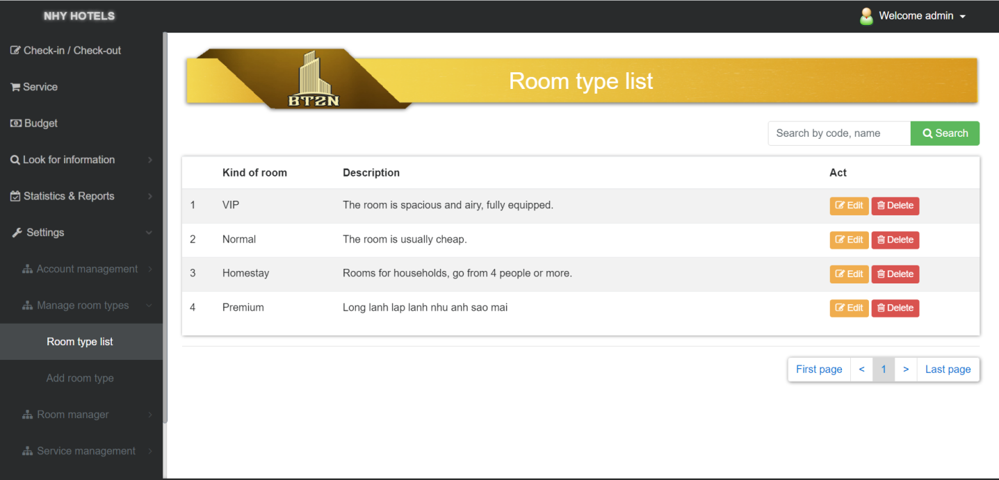 NHY HOTELS
Welcome admin
Check-in / Check-out
Service
Budget
Look for information
Statistics & Reports
Settings
Account management
Manage room types
Room type list
Add room type
Room manager
Service management
BT2N
Room type list
Search by code, name
Search
Kind of room Description Act
1 VIP The room is spacious and airy, fully equipped. Edit Delete
2 Normal The room is usually cheap. Edit Delete
3 Homestay Rooms for households, go from 4 people or more. Edit Delete
4 Premium Long lanh lap lanh nhu anh sao mai Edit Delete
First page < 1 > Last page